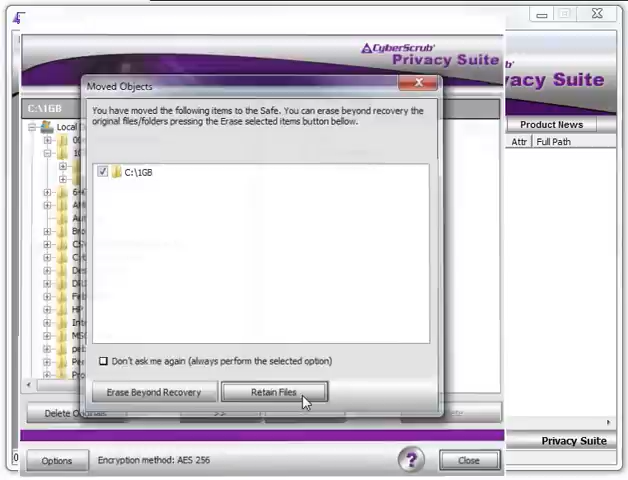 CyberScrub®
Privacy Suite
vacy Suite
Moved Objects
C:\1GB
You have moved the following items to the Safe. You can erase beyond recovery the
original files/folders pressing the Erase selected items button bellow.
Product News
Attr Full Path
Local
C:\1GB
Don't ask me again (always perform the selected option)
Erase Beyond Recovery
Retain Files
>>
Privacy Suite
Options
Encryption method: AES 256
?
Close